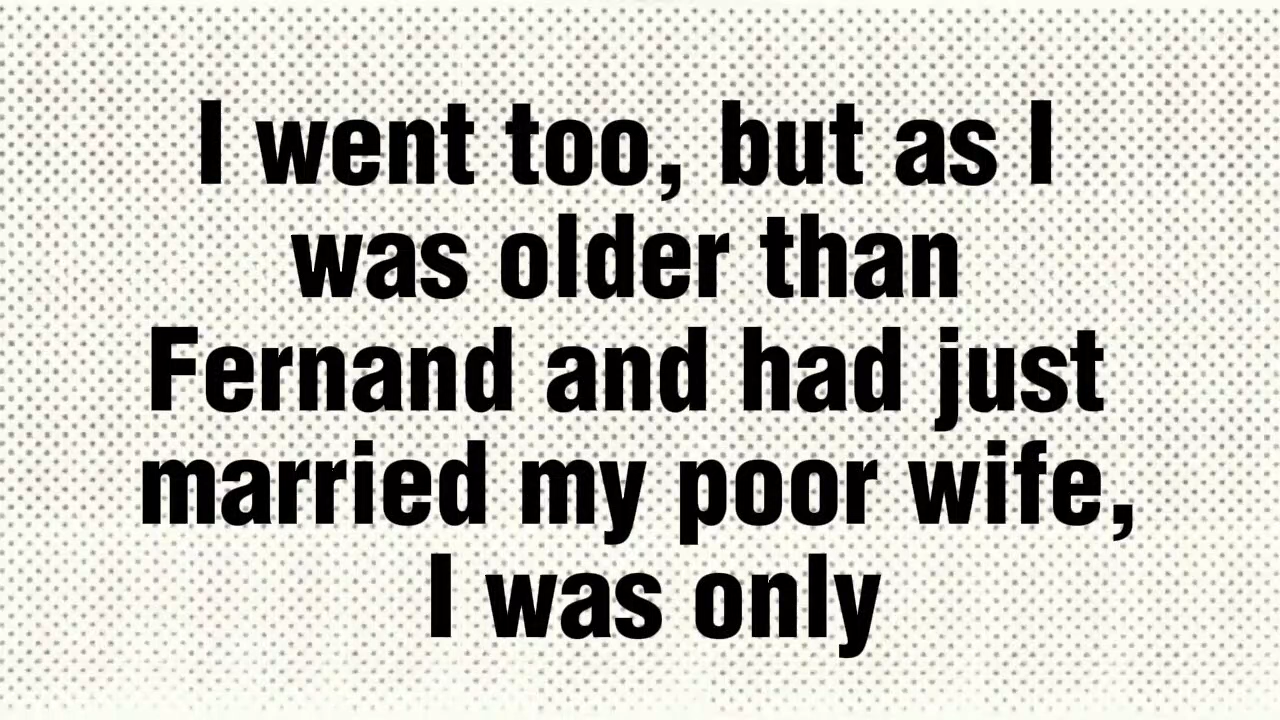 I went too, but as I
was older than
Fernand and had just
married my poor wife,
I was only